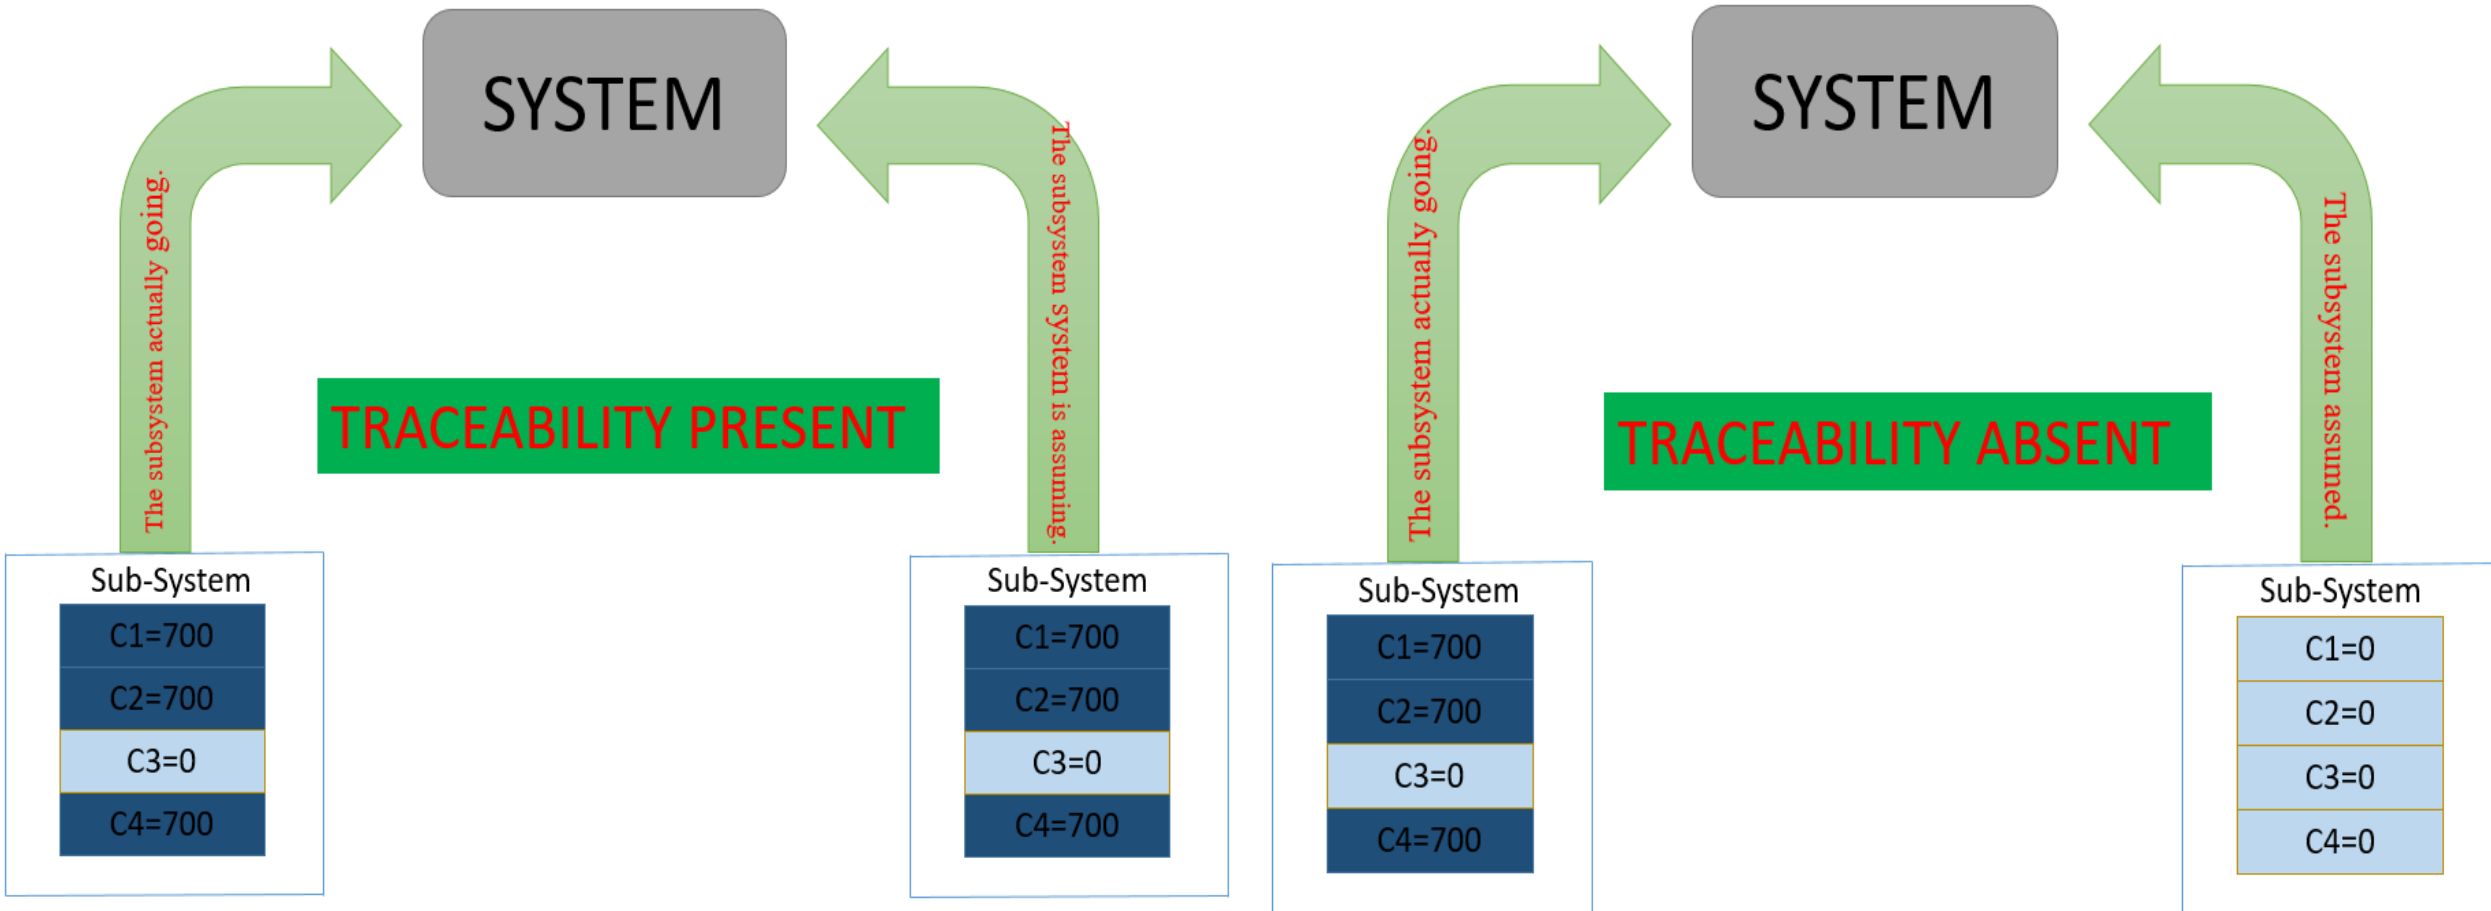 SYSTEM
The subsystem actually going.
The subsystem system is assuming.
TRACEABILITY PRESENT
Sub-System
C1=700
C2=700
C3=0
C4=700
Sub-System
C1=700
C2=700
C3=0
C4=700
SYSTEM
The subsystem actually going.
The subsystem assumed.
TRACEABILITY ABSENT
Sub-System
C1=700
C2=700
C3=0
C4=700
Sub-System
C1=0
C2=0
C3=0
C4=0